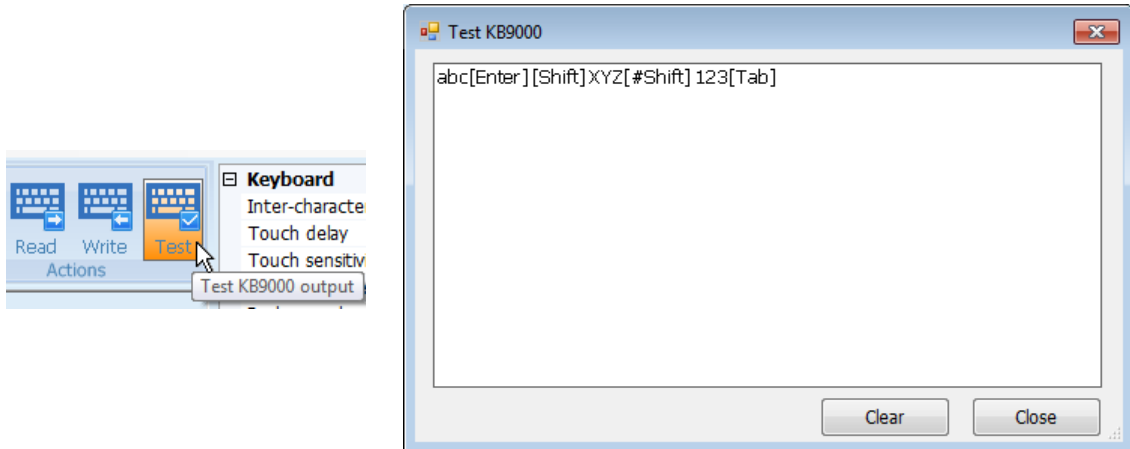 Test KB9000
abc[Enter][Shift]XYZ[#Shift]123[Tab]
Clear
Close
Keyboard
Inter-characte
Touch delay
Touch sensitiv
Read
Write
Test
Actions
Test KB9000 output